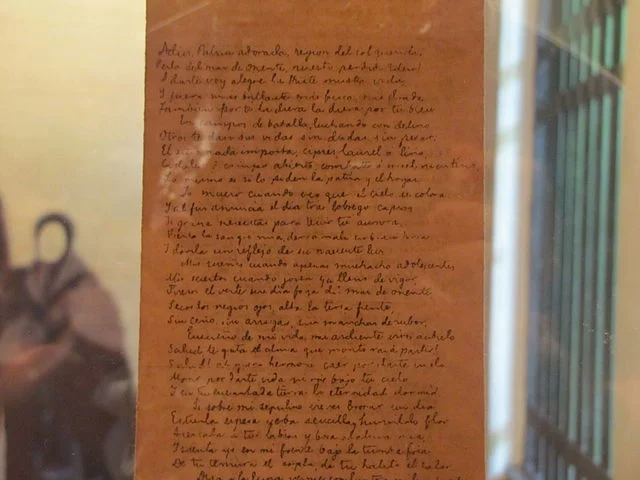 Adios, Patria adorada, region del sol querida,
Perla del mar de Oriente, nuestro perdido Eden!
A darte voy alegre la triste mustia vida,
Y fuera más brillante más fresca, más florida
Tambien por tí la diera, la diera por tu bien
En campos de batalla, luchando con delirio
Otros te dan sus vidas sin dudas, sin pesar;
El sitio nada importa, cipres, laurel o lirio,
Cadalso ó campo abierto, combate ó cruel martirio,
Lo mismo es si lo piden la patria y el hogar.
Yo muero cuando veo que el cielo se colora
Y al fin anuncia el dia tras lobrego capuz;
Si grana necesitas para teñir tu aurora,
Vierte la sangre mia, derramala en buen hora
Y dorela un reflejo de su naciente luz
Mis sueños cuando apenas muchacho adolescente,
Mis sueños cuando joven ya lleno de vigor,
Fueron el verte un dia joya del mar de oriente
Secos los negros ojos, alta la tersa frente,
Sin ceño, sin arrugas, sin manchas de rubor,
Ensueño de mi vida, mi ardiente vivo anhelo
Salud te grita el alma que pronto va á partir!
Salud! ah que es hermoso caer por darte vuelo
Morir por darte vida, morir bajo tu cielo
Y en tu encantada tierra la eternidad dormir
Si sobre mi sepulcro vieres brotar un dia
Entre la espesa yerba sencilla, humilde flor
Acercala a tus labios y besa al alma mia,
Y sienta yo en mi frente bajo la tumba fria
De tu ternura el soplo, de tu hálito el calor